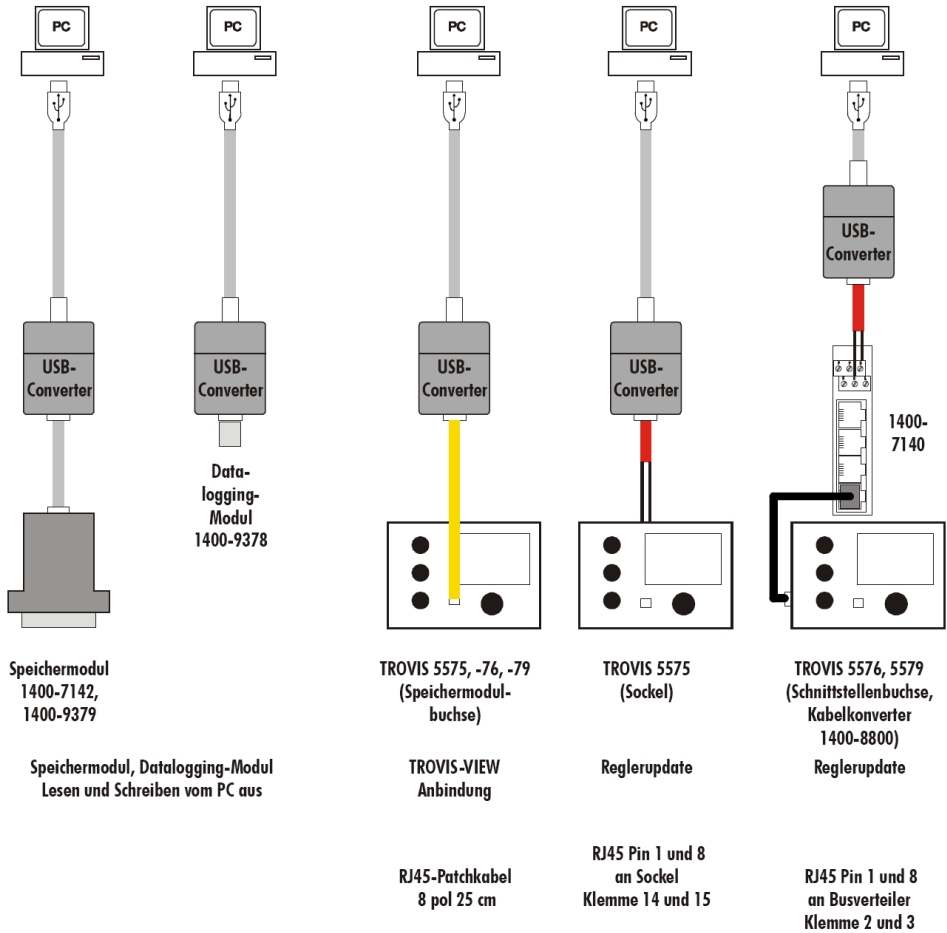 PC
PC
PC
PC
PC
USB-
Converter
USB-
Converter
USB-
Converter
USB-
Converter
USB-
Converter
1400-
7140
Data-
logging-
Modul
1400-9378
Speichermodul
1400-7142,
1400-9379
TROVIS 5575, -76, -79
(Speichermodul-
buchse)
TROVIS 5575
(Sockel)
TROVIS 5576, 5579
(Schnittstellenbuchse,
Kabelkonverter
1400-8800)
Speichermodul, Datalogging-Modul
Lesen und Schreiben vom PC aus
TROVIS-VIEW
Anbindung
Reglerupdate
Reglerupdate
RJ45-Patchkabel
8 pol 25 cm
RJ45 Pin 1 und 8
an Sockel
Klemme 14 und 15
RJ45 Pin 1 und 8
an Busverteiler
Klemme 2 und 3